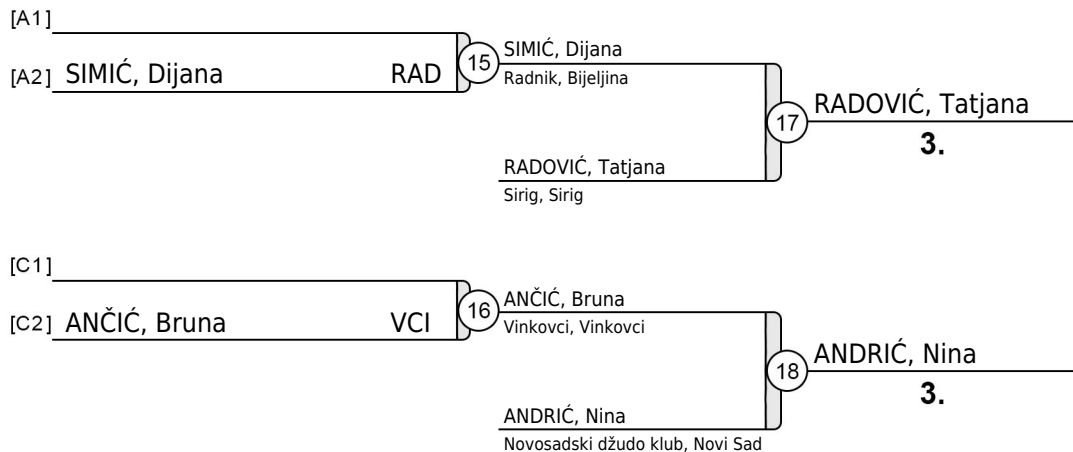 [A1]
[A2] SIMIĆ, Dijana RAD
15
SIMIĆ, Dijana
Radnik, Bijeljina
17
RADOVIĆ, Tatjana
3.
RADOVIĆ, Tatjana
Sirig, Sirig
[C1]
[C2] ANČIĆ, Bruna VCI
16
ANČIĆ, Bruna
Vinkovci, Vinkovci
18
ANDRIĆ, Nina
3.
ANDRIĆ, Nina
Novosadski džudo klub, Novi Sad